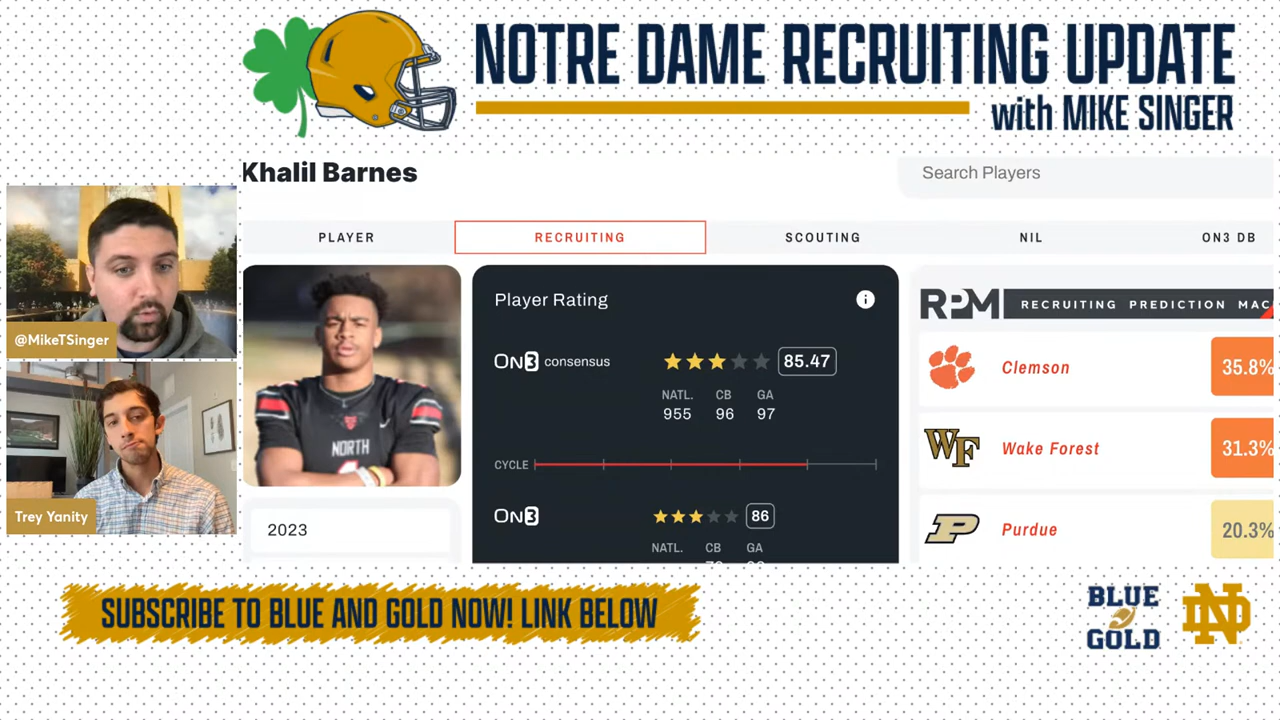 NOTRE DAME RECRUITING UPDATE
with MIKE SINGER
Khalil Barnes
Search Players
PLAYER
RECRUITING
SCOUTING
NIL
ON3 DB
@MikeTSinger
Trey Yanity
NORTH
2023
Player Rating
i
ON3 consensus
85.47
NATL. CB GA
955 96 97
CYCLE
ON3
86
NATL. CB GA
RPM RECRUITING PREDICTION MAC
Clemson 35.8%
WF Wake Forest 31.3%
P Purdue 20.3%
SUBSCRIBE TO BLUE AND GOLD NOW! LINK BELOW
BLUE
GOLD
ND